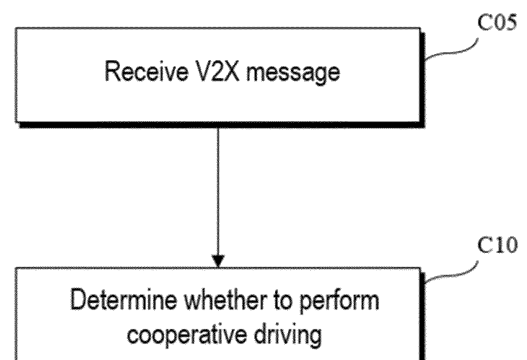 C05
Receive V2X message
C10
Determine whether to perform
cooperative driving